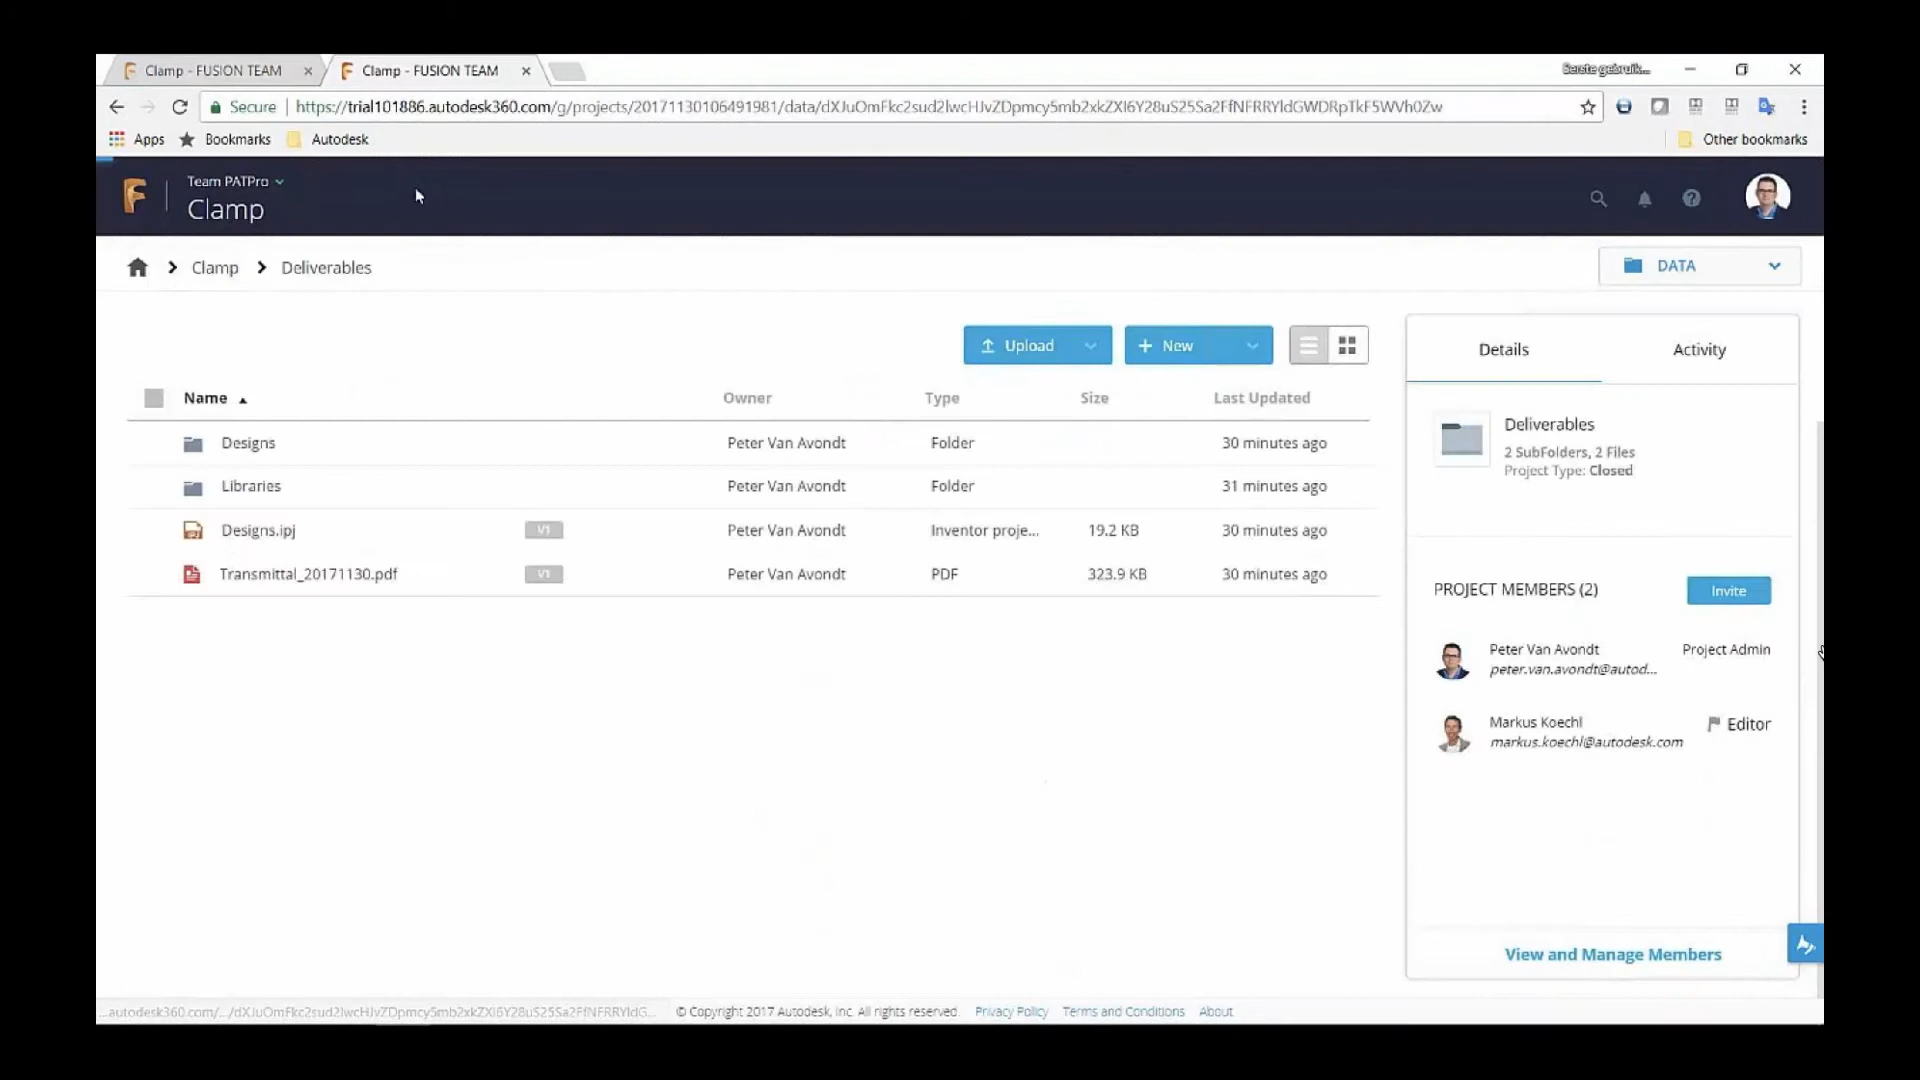 Clamp - FUSION TEAM
Clamp - FUSION TEAM
Eerste gebruik...
Secure https://trial101886.autodesk360.com/g/projects/20171130106491981/data/
Apps Bookmarks Autodesk Other bookmarks
Team PATPro
Clamp
Clamp Deliverables
DATA
Upload
New
Details Activity
Name Owner Type Size Last Updated
Designs Peter Van Avondt Folder 30 minutes ago
Libraries Peter Van Avondt Folder 31 minutes ago
Designs.ipj V1 Peter Van Avondt Inventor proje... 19.2 KB 30 minutes ago
Transmittal_20171130.pdf V1 Peter Van Avondt PDF 323.9 KB 30 minutes ago
Deliverables
2 SubFolders, 2 Files
Project Type: Closed
PROJECT MEMBERS (2) Invite
Peter Van Avondt Project Admin
peter.van.avondt@autod...
Markus Koechl Editor
markus.koechl@autodesk.com
View and Manage Members
© Copyright 2017 Autodesk, Inc. All rights reserved. Privacy Policy Terms and Conditions About